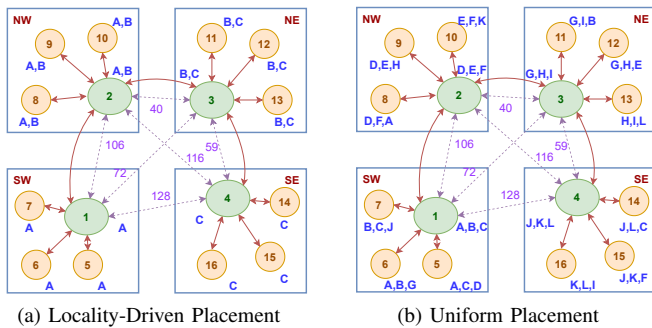 NW
A,B
NE
B,C
9
10
11
12
A,B
A,B
B,C
B,C
8
2
3
13
A,B
40
B,C
106
59
116
72
SW
SE
7
1
4
14
A
A
128
C
C
6
5
16
15
A
A
C
C
(a) Locality-Driven Placement
NW
E,F,K
G,I,B
NE
9
10
11
12
D,E,H
D,E,F
G,H,I
G,H,E
8
2
3
13
D,F,A
40
H,I,L
106
59
116
72
SW
SE
7
1
4
14
B,C,J
A,B,C
128
J,K,L
J,L,C
6
5
16
15
A,B,G
A,C,D
K,L,I
J,K,F
(b) Uniform Placement